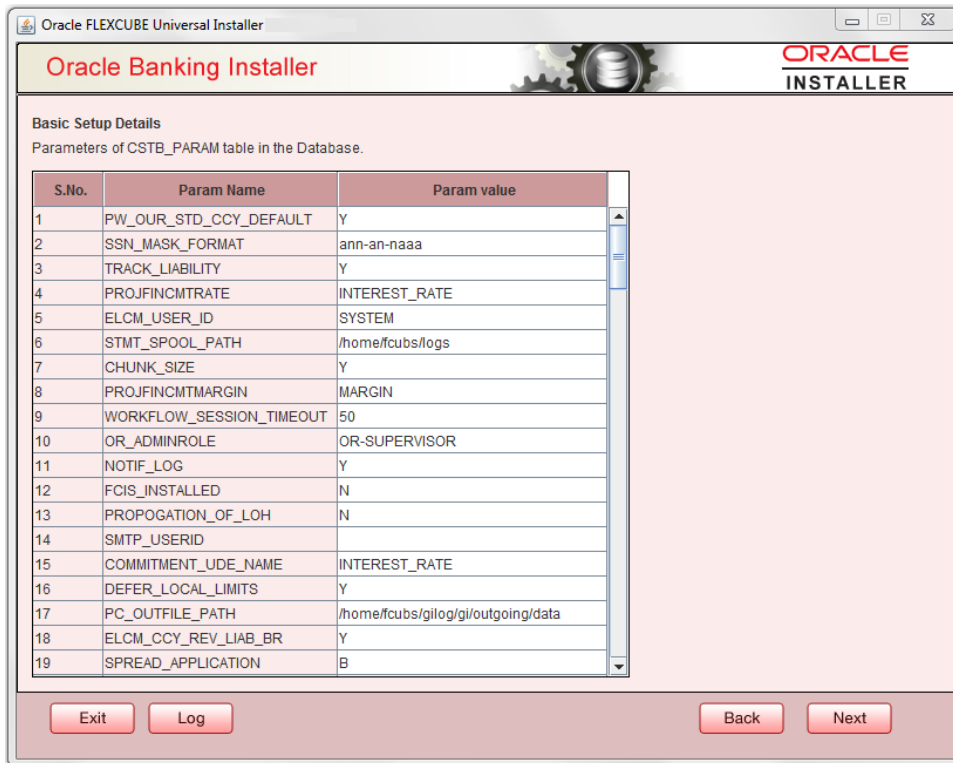 Oracle FLEXCUBE Universal Installer
Oracle Banking Installer
ORACLE
INSTALLER
Basic Setup Details
Parameters of CSTB_PARAM table in the Database.
S.No. Param Name Param value
1 PW_OUR_STD_CCY_DEFAULT Y
2 SSN_MASK_FORMAT ann-an-naaa
3 TRACK_LIABILITY Y
4 PROJFINCMTRATE INTEREST_RATE
5 ELCM_USER_ID SYSTEM
6 STMT_SPOOL_PATH /home/fcubs/logs
7 CHUNK_SIZE Y
8 PROJFINCMTMARGIN MARGIN
9 WORKFLOW_SESSION_TIMEOUT 50
10 OR_ADMINROLE OR-SUPERVISOR
11 NOTIF_LOG Y
12 FCIS_INSTALLED N
13 PROPOGATION_OF_LOH N
14 SMTP_USERID
15 COMMITMENT_UDE_NAME INTEREST_RATE
16 DEFER_LOCAL_LIMITS Y
17 PC_OUTFILE_PATH /home/fcubs/gilog/gi/outgoing/data
18 ELCM_CCY_REV_LIAB_BR Y
19 SPREAD_APPLICATION B
Exit Log Back Next